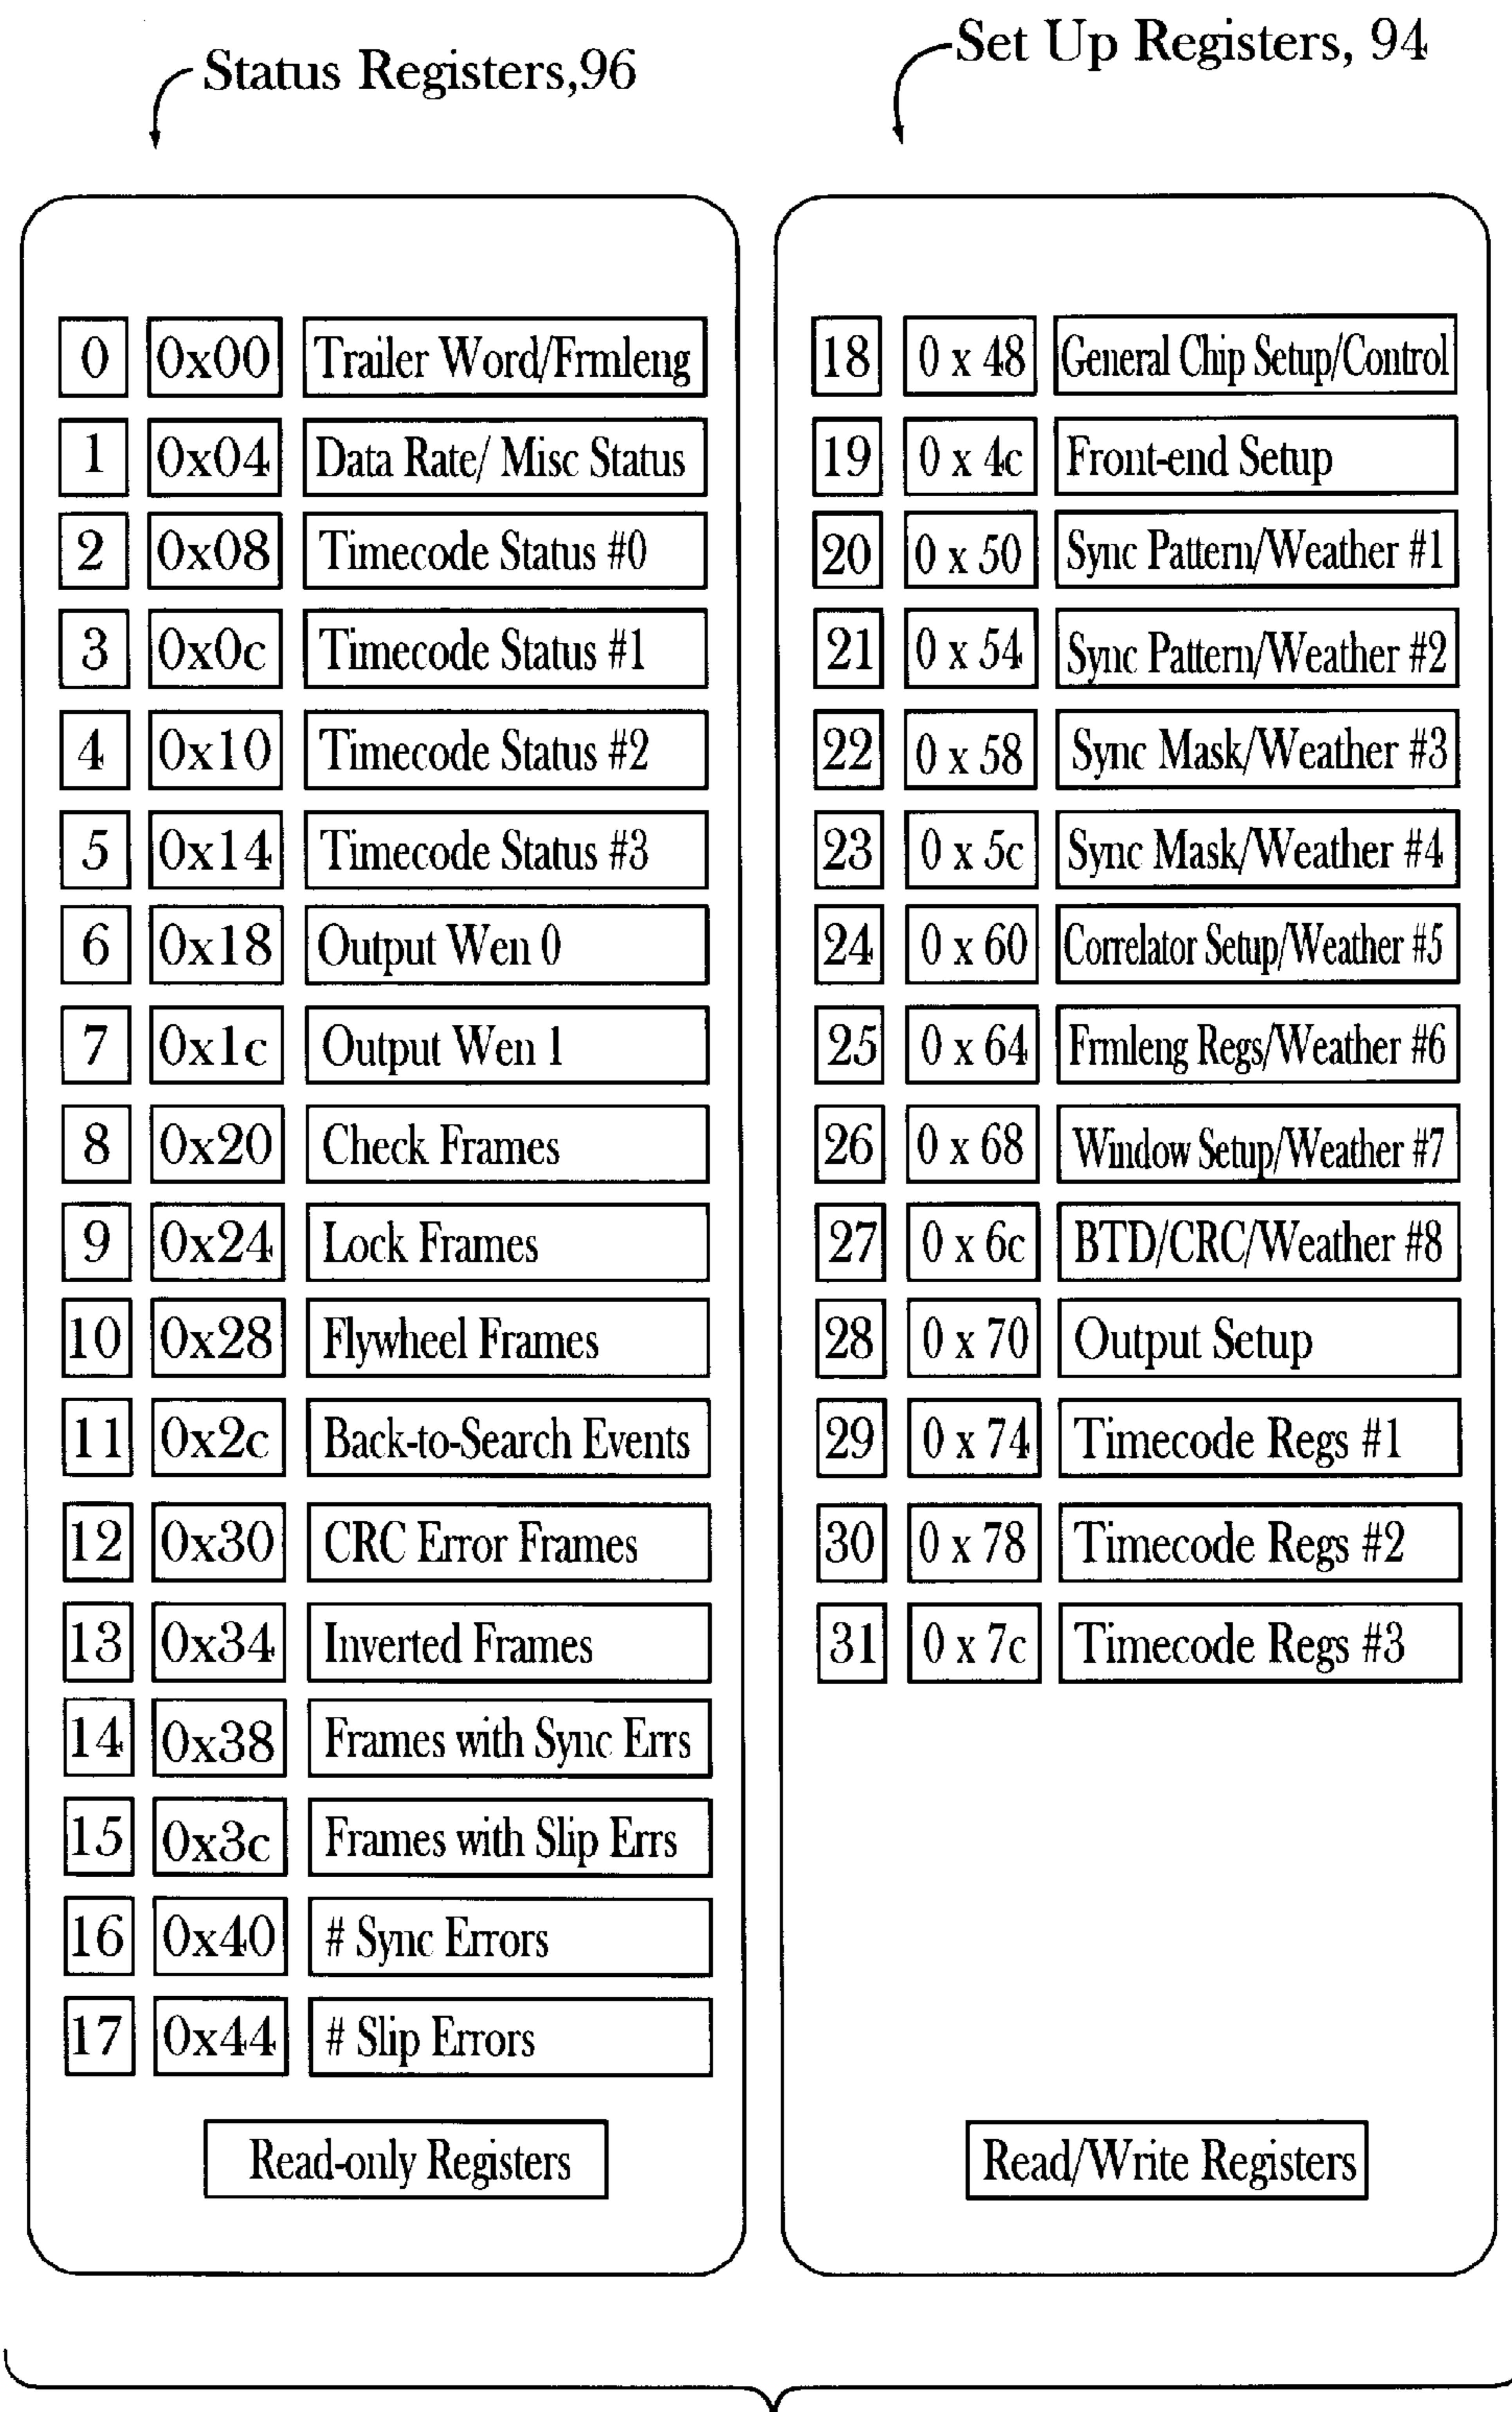 Status Registers,96
0 0x00 Trailer Word/Frmleng
1 0x04 Data Rate/ Misc Status
2 0x08 Timecode Status #0
3 0x0c Timecode Status #1
4 0x10 Timecode Status #2
5 0x14 Timecode Status #3
6 0x18 Output Wen 0
7 0x1c Output Wen 1
8 0x20 Check Frames
9 0x24 Lock Frames
10 0x28 Flywheel Frames
11 0x2c Back-to-Search Events
12 0x30 CRC Error Frames
13 0x34 Inverted Frames
14 0x38 Frames with Sync Errs
15 0x3c Frames with Slip Errs
16 0x40 # Sync Errors
17 0x44 # Slip Errors
Read-only Registers
Set Up Registers, 94
18 0 x 48 General Chip Setup/Control
19 0 x 4c Front-end Setup
20 0 x 50 Sync Pattern/Weather #1
21 0 x 54 Sync Pattern/Weather #2
22 0 x 58 Sync Mask/Weather #3
23 0 x 5c Sync Mask/Weather #4
24 0 x 60 Correlator Setup/Weather #5
25 0 x 64 Frmleng Regs/Weather #6
26 0 x 68 Window Setup/Weather #7
27 0 x 6c BTD/CRC/Weather #8
28 0 x 70 Output Setup
29 0 x 74 Timecode Regs #1
30 0 x 78 Timecode Regs #2
31 0 x 7c Timecode Regs #3
Read/Write Registers